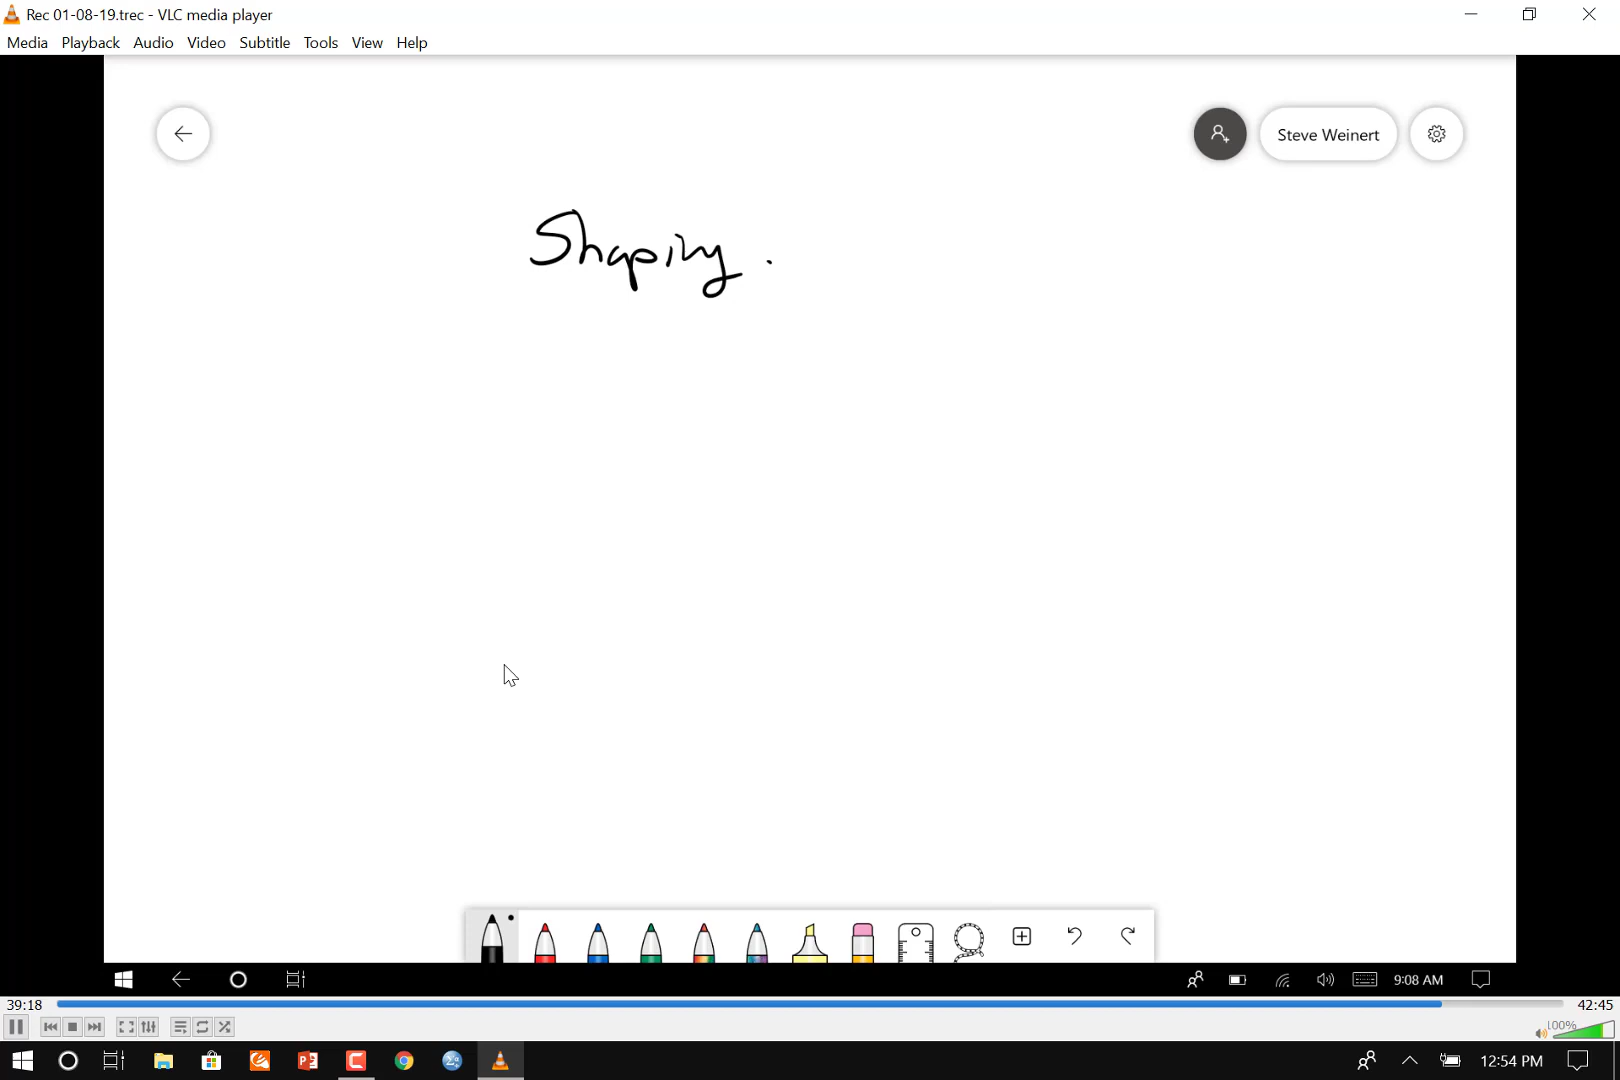 Rec 01-08-19.trec - VLC media player
Media Playback Audio Video Subtitle Tools View Help
Steve Weinert
Shaping.
9:08 AM
39:18
42:45
100%
12:54 PM